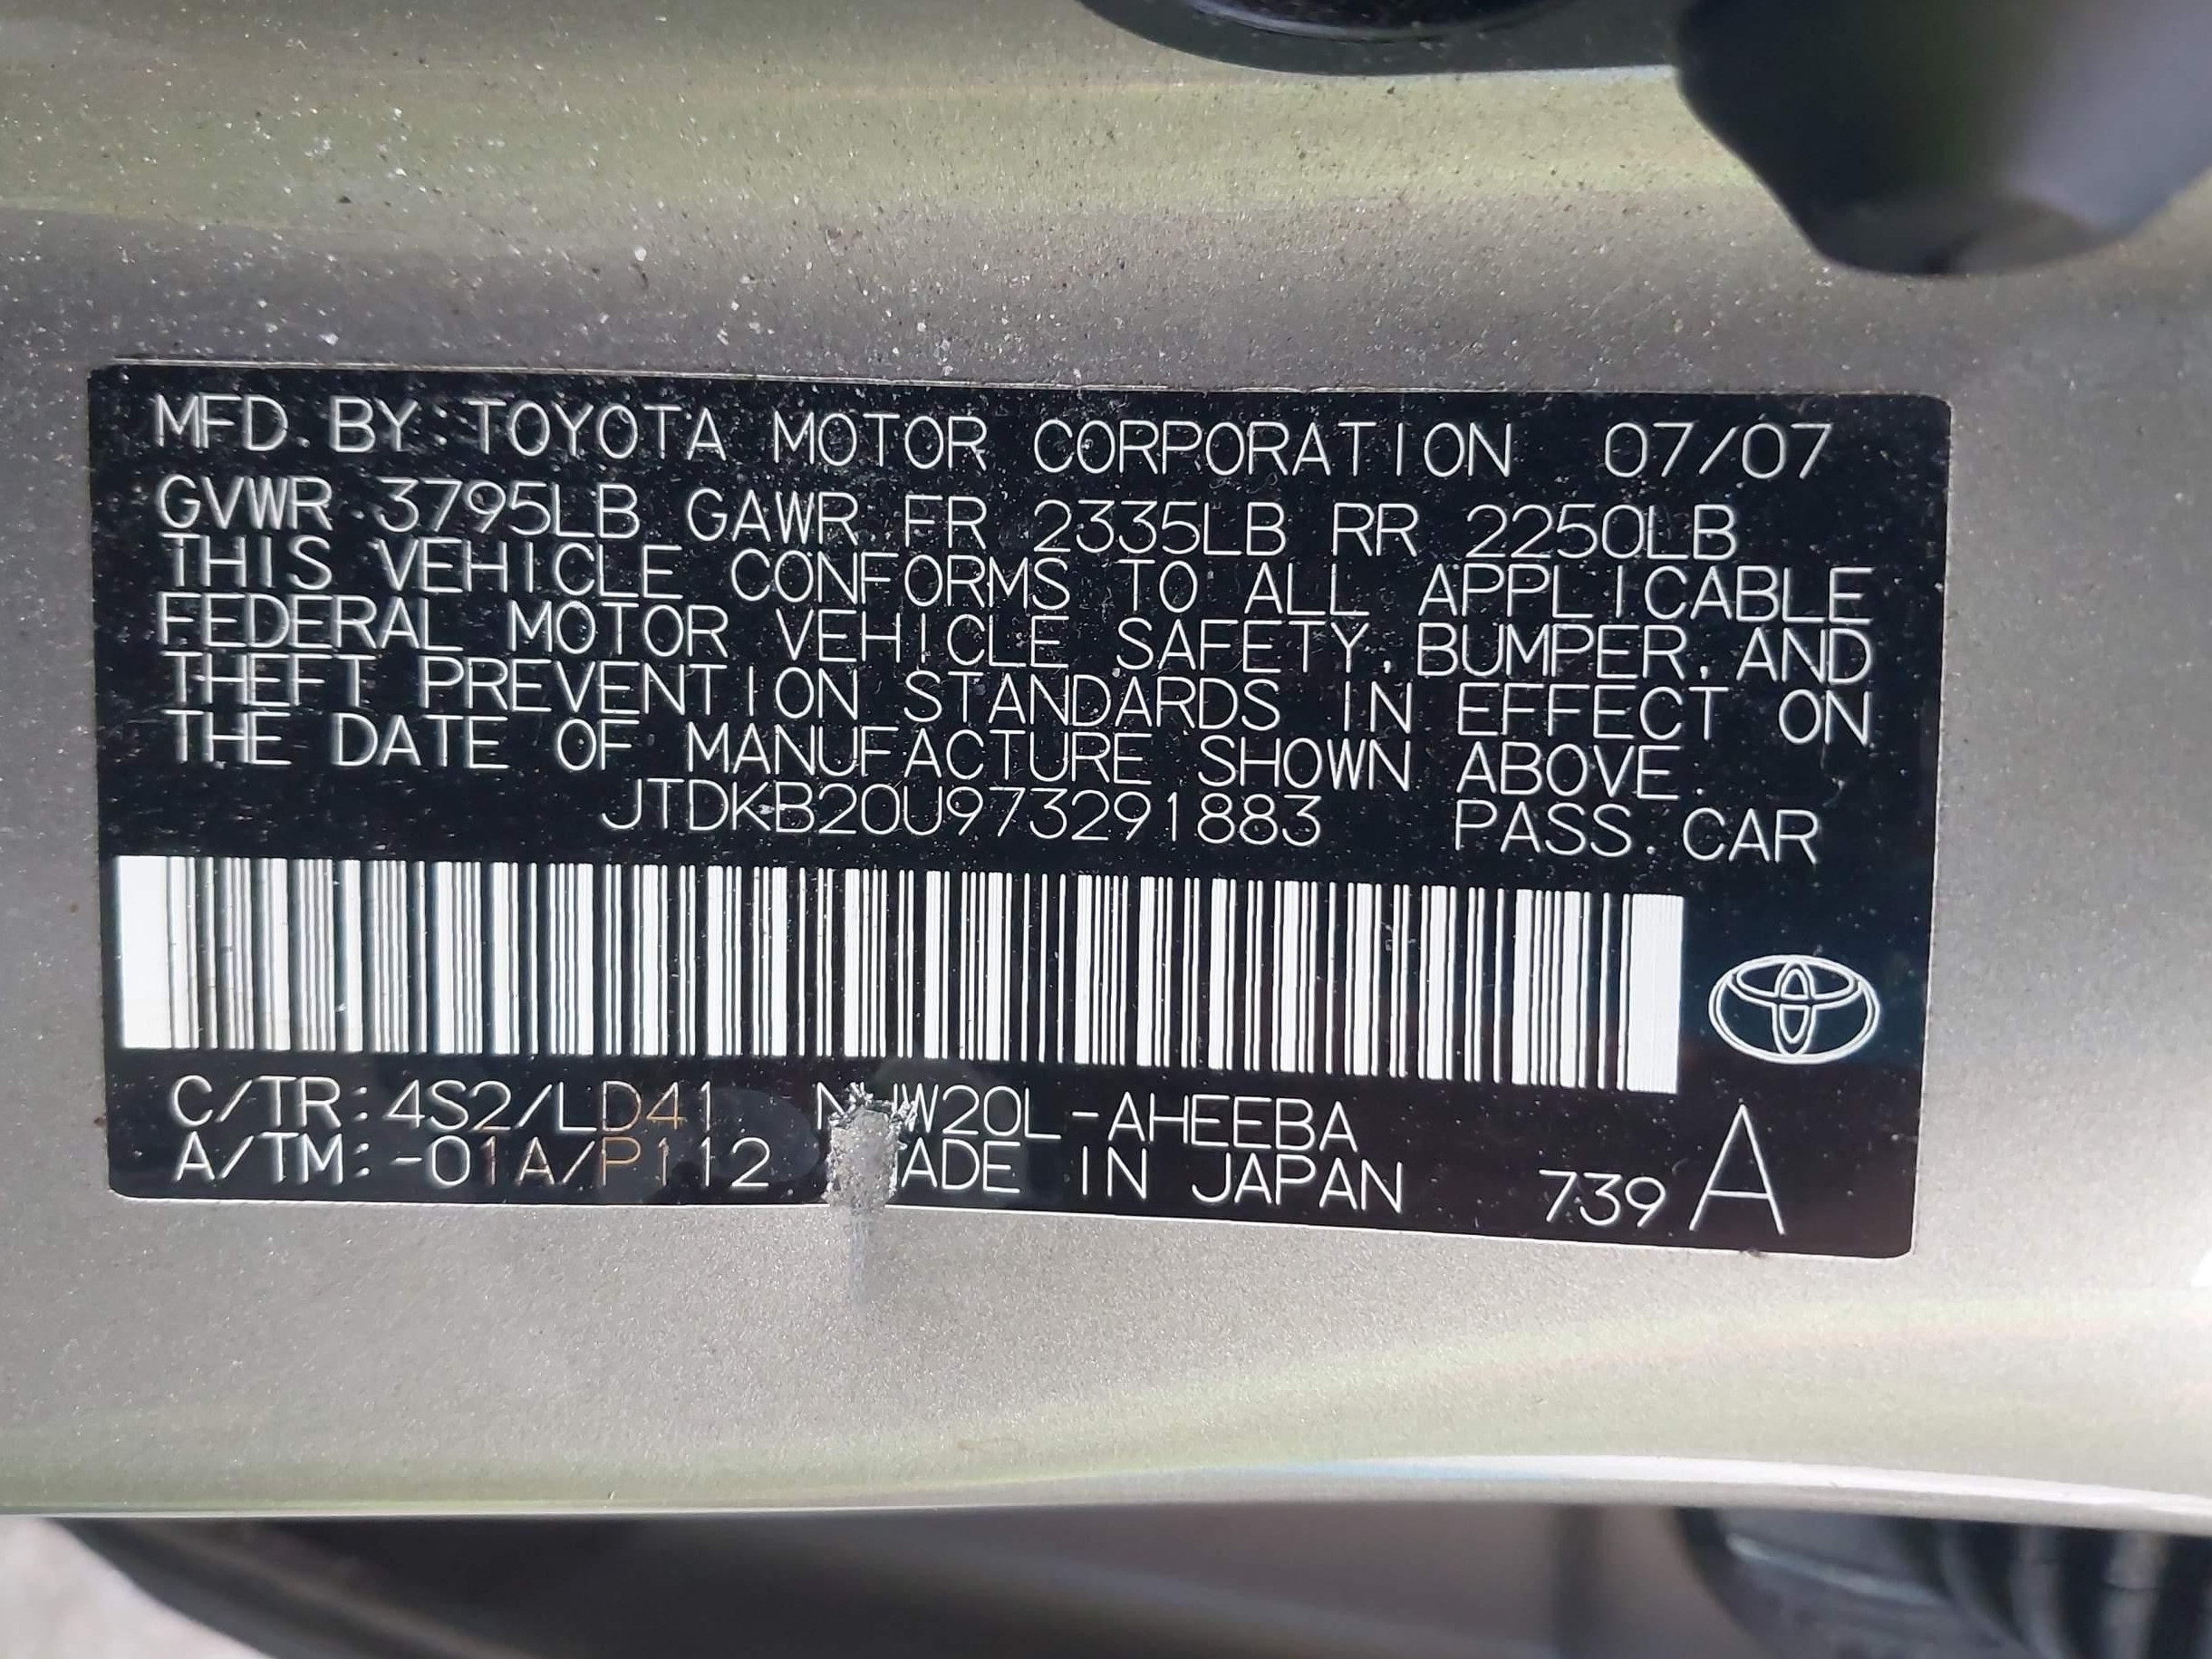 MFD. BY TOYOTA MOTOR CORPORATION 07/07
GVWR 3795LB GAWR FR 2335LB RR 2250LB
THIS VEHICLE CONFORMS TO ALL APPLICABLE
FEDERAL MOTOR VEHICLE SAFETY, BUMPER, AND
THEFT PREVENTION STANDARDS IN EFFECT ON
THE DATE OF MANUFACTURE SHOWN ABOVE.
JTDKB20U973291883 PASS. CAR
C/TR: 4S2/LD41 -AHEEBA
A/TM: -01A/P112 IN JAPAN 739 A